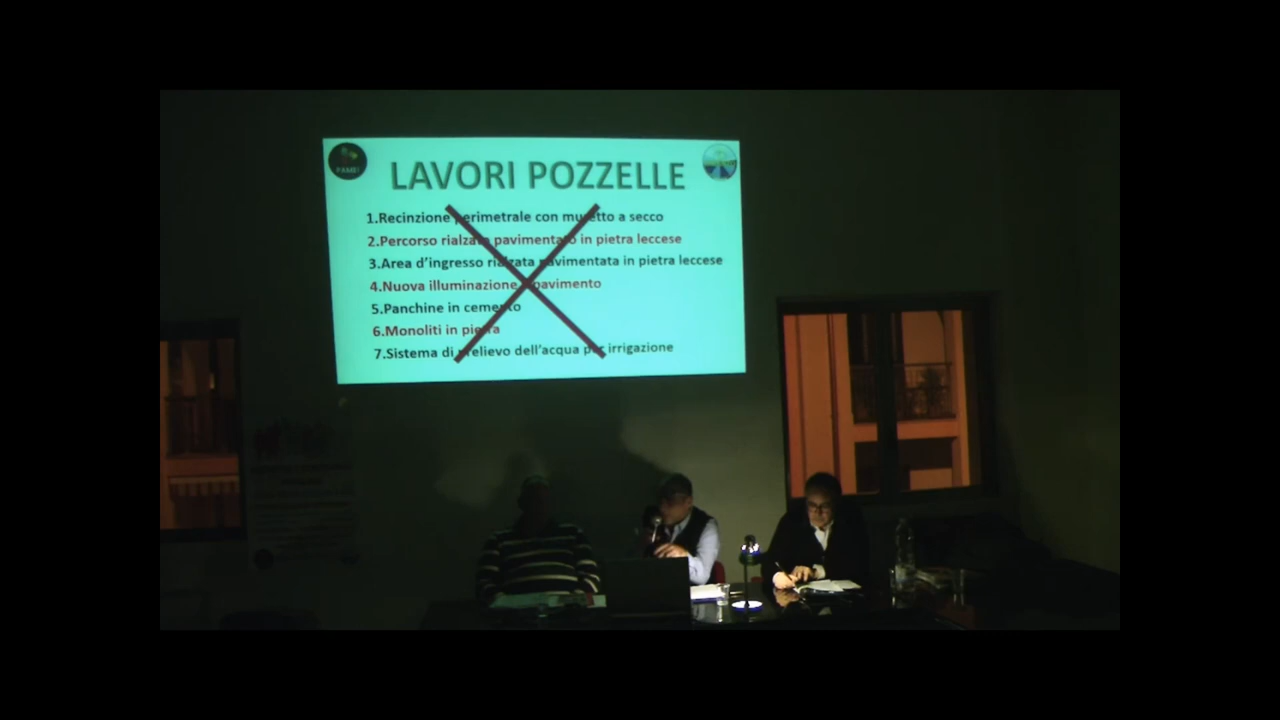 LAVORI POZZELLE
1.Recinzione perimetrale con muretto a secco
2.Percorso rialzato pavimentato in pietra leccese
3.Area d'ingresso rialzata pavimentata in pietra leccese
4.Nuova illuminazione a pavimento
5.Panchine in cemento
6.Monoliti in pietra
7.Sistema di prelievo dell'acqua per irrigazione